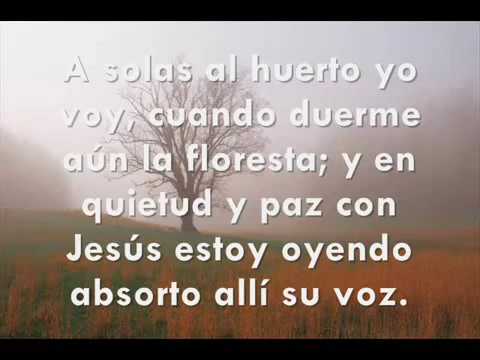 A solas al huerto yo
voy, cuando duerme
aún la floresta; y en
quietud y paz con
Jesús estoy oyendo
absorto allí su voz.